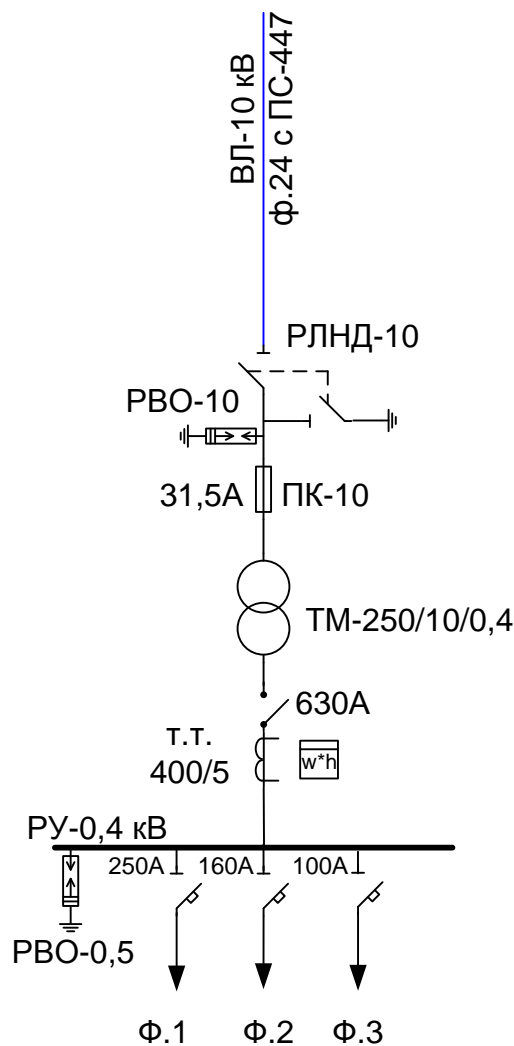 ВЛ-10 кВ
ф.24 с ПС-447
РЛНД-10
РВО-10
31,5А
ПК-10
ТМ-250/10/0,4
630А
т.т.
400/5
w*h
РУ-0,4 кВ
250А
160А
100А
РВО-0,5
Ф.1
Ф.2
Ф.3